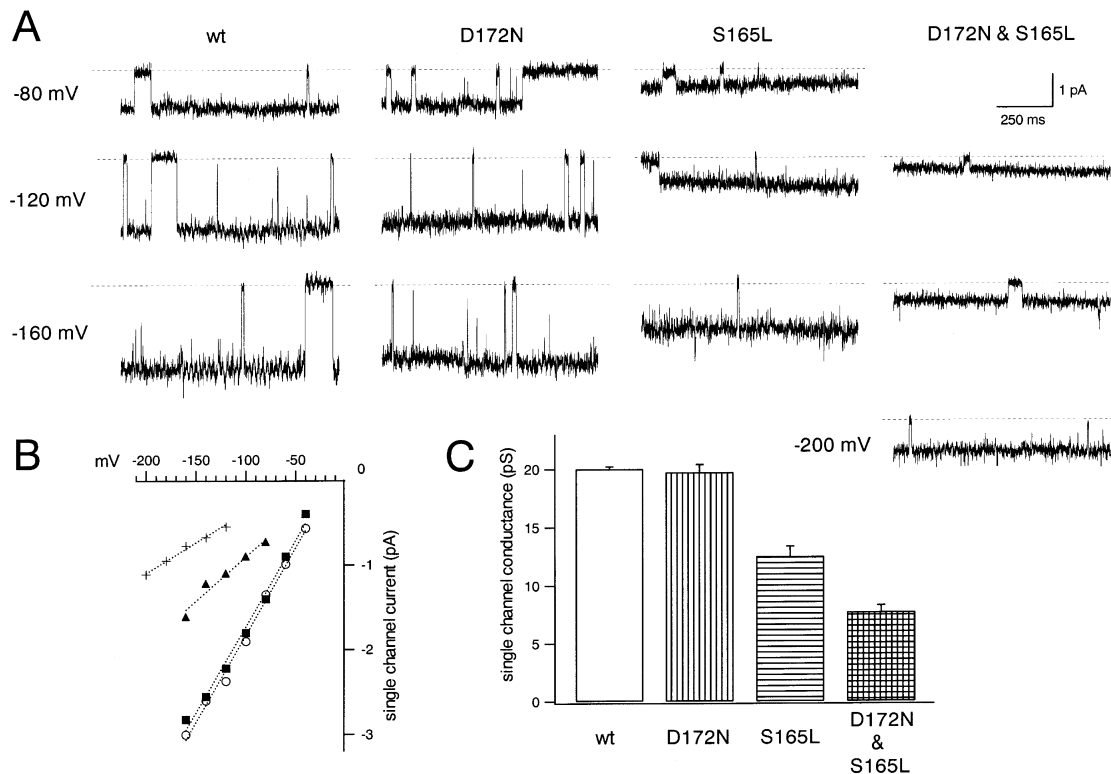 A
wt
D172N
S165L
D172N & S165L
-80 mV
1 pA
250 ms
-120 mV
-160 mV
-200 mV
B
mV
-200 -150 -100 -50 0
-1
-2
-3
single channel current (pA)
C
single channel conductance (pS)
20
15
10
5
0
wt
D172N
S165L
D172N
&
S165L